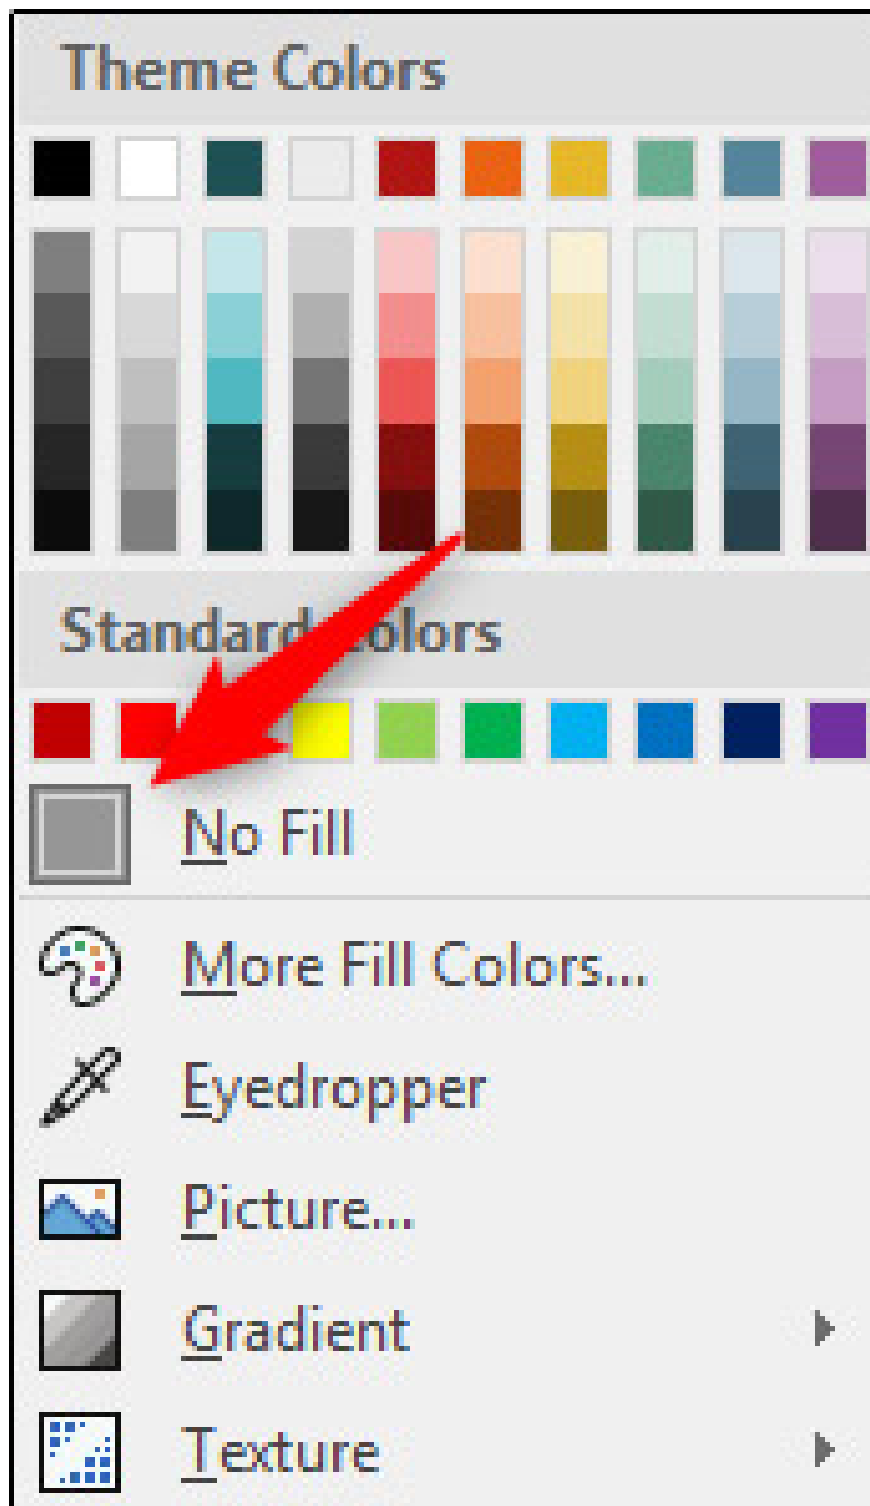 Theme Colors
Standard Colors
No Fill
More Fill Colors...
Eyedropper
Picture...
Gradient
Texture